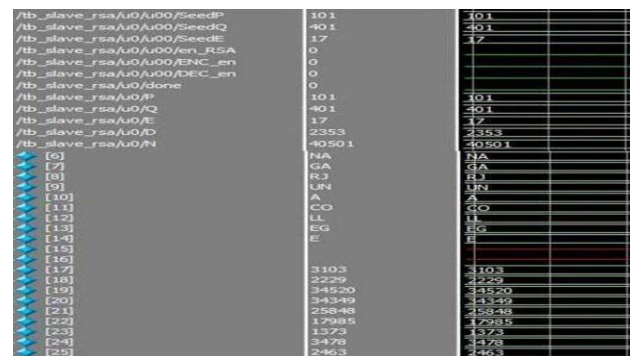 /tb_slave_rsa/u0/u00/SeedP 101 101
/tb_slave_rsa/u0/u00/SeedQ 401 401
/tb_slave_rsa/u0/u00/SeedE 17 17
/tb_slave_rsa/u0/u00/en_RSA 0
/tb_slave_rsa/u0/u00/ENC_en 0
/tb_slave_rsa/u0/u00/DEC_en 0
/tb_slave_rsa/u0/done 0
/tb_slave_rsa/u0/P 101 101
/tb_slave_rsa/u0/Q 401 401
/tb_slave_rsa/u0/E 17 17
/tb_slave_rsa/u0/D 2353 2353
/tb_slave_rsa/u0/N 40501 40501
[6] NA NA
[7] GA GA
[8] RJ RJ
[9] UN UN
[10] A A
[11] CO CO
[12] LL LL
[13] EG EG
[14] E E
[15]
[16]
[17] 3103 3103
[18] 2229 2229
[19] 34520 34520
[20] 34349 34349
[21] 25848 25848
[22] 17985 17985
[23] 1373 1373
[24] 3478 3478
[25] 2463 2463